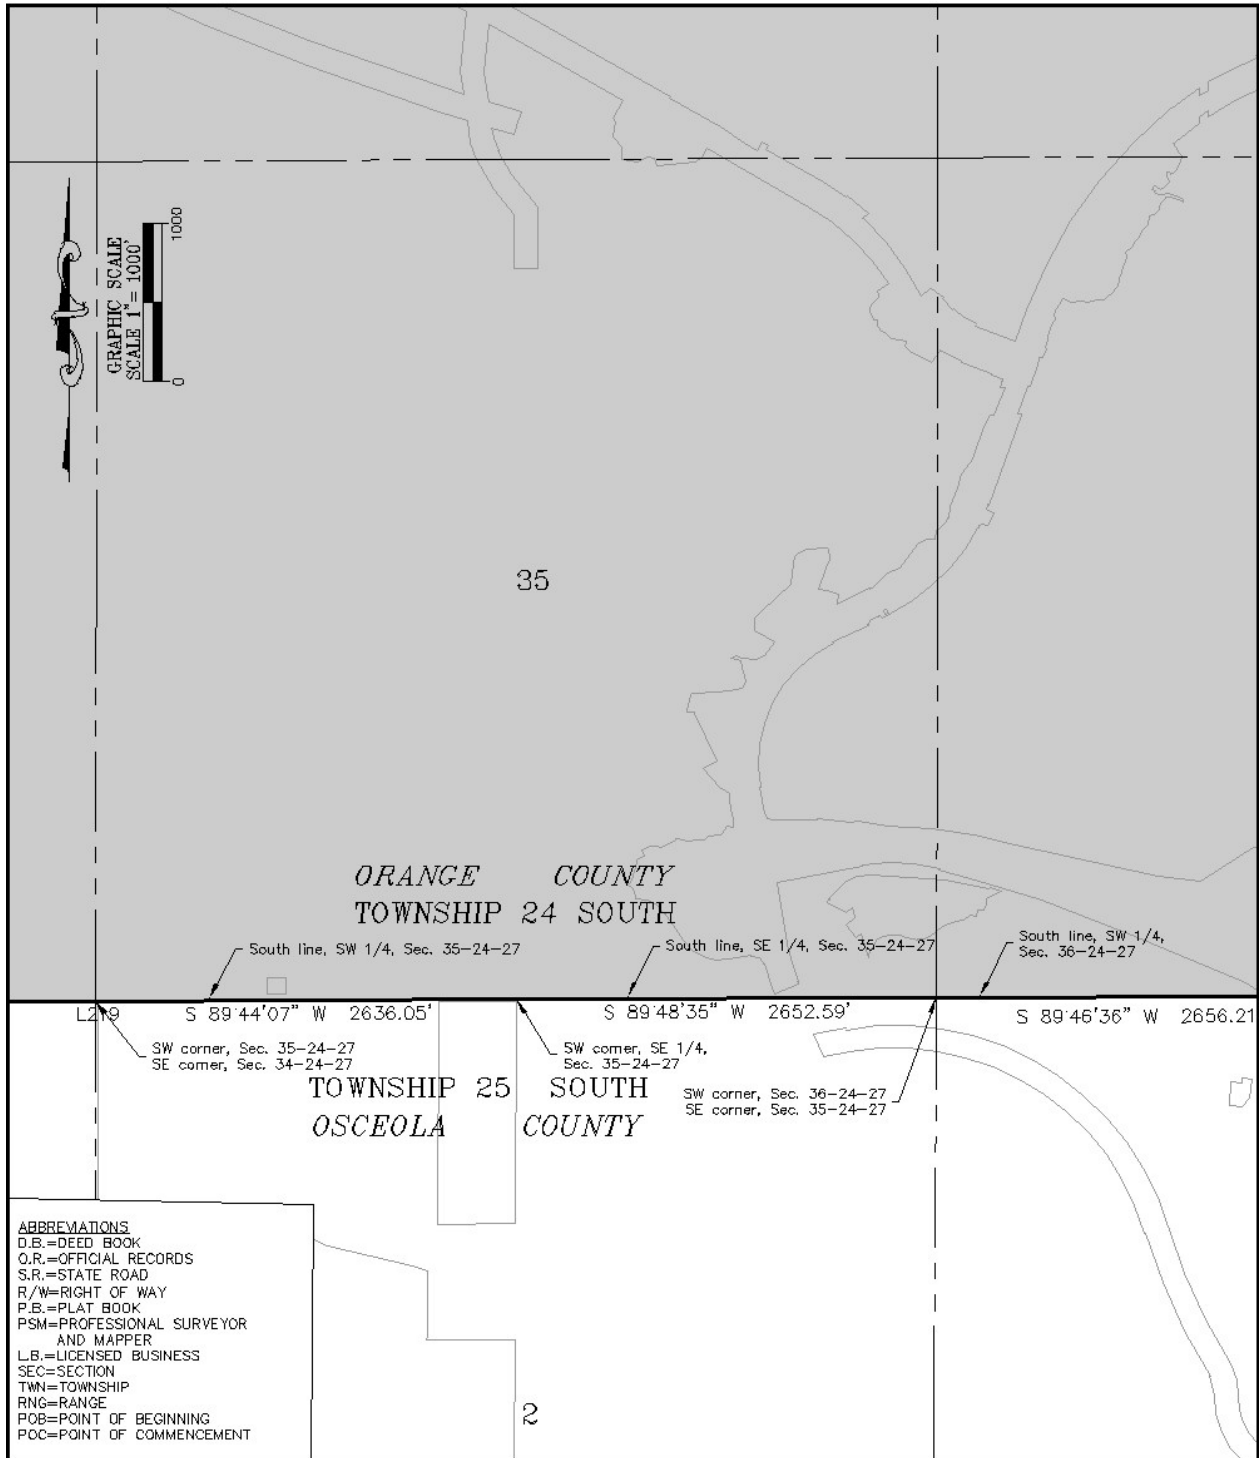 1000
GRAPHIC SCALE
SCALE 1"= 1000'
0
35
ORANGE COUNTY
TOWNSHIP 24 SOUTH
South line, SW 1/4, Sec. 35-24-27
South line, SE 1/4, Sec. 35-24-27
South line, SW 1/4,
Sec. 36-24-27
L219
S 89°44'07" W 2636.05'
S 89°48'35" W 2652.59'
S 89°46'36" W 2656.21
SW corner, Sec. 35-24-27
SE corner, Sec. 34-24-27
SW corner, SE 1/4,
Sec. 35-24-27
SW corner, Sec. 36-24-27
SE corner, Sec. 35-24-27
TOWNSHIP 25 SOUTH
OSCEOLA COUNTY
ABBREVIATIONS
D.B.=DEED BOOK
O.R.=OFFICIAL RECORDS
S.R.=STATE ROAD
R/W=RIGHT OF WAY
P.B.=PLAT BOOK
PSM=PROFESSIONAL SURVEYOR
AND MAPPER
L.B.=LICENSED BUSINESS
SEC=SECTION
TWN=TOWNSHIP
RNG=RANGE
POB=POINT OF BEGINNING
POC=POINT OF COMMENCEMENT
2